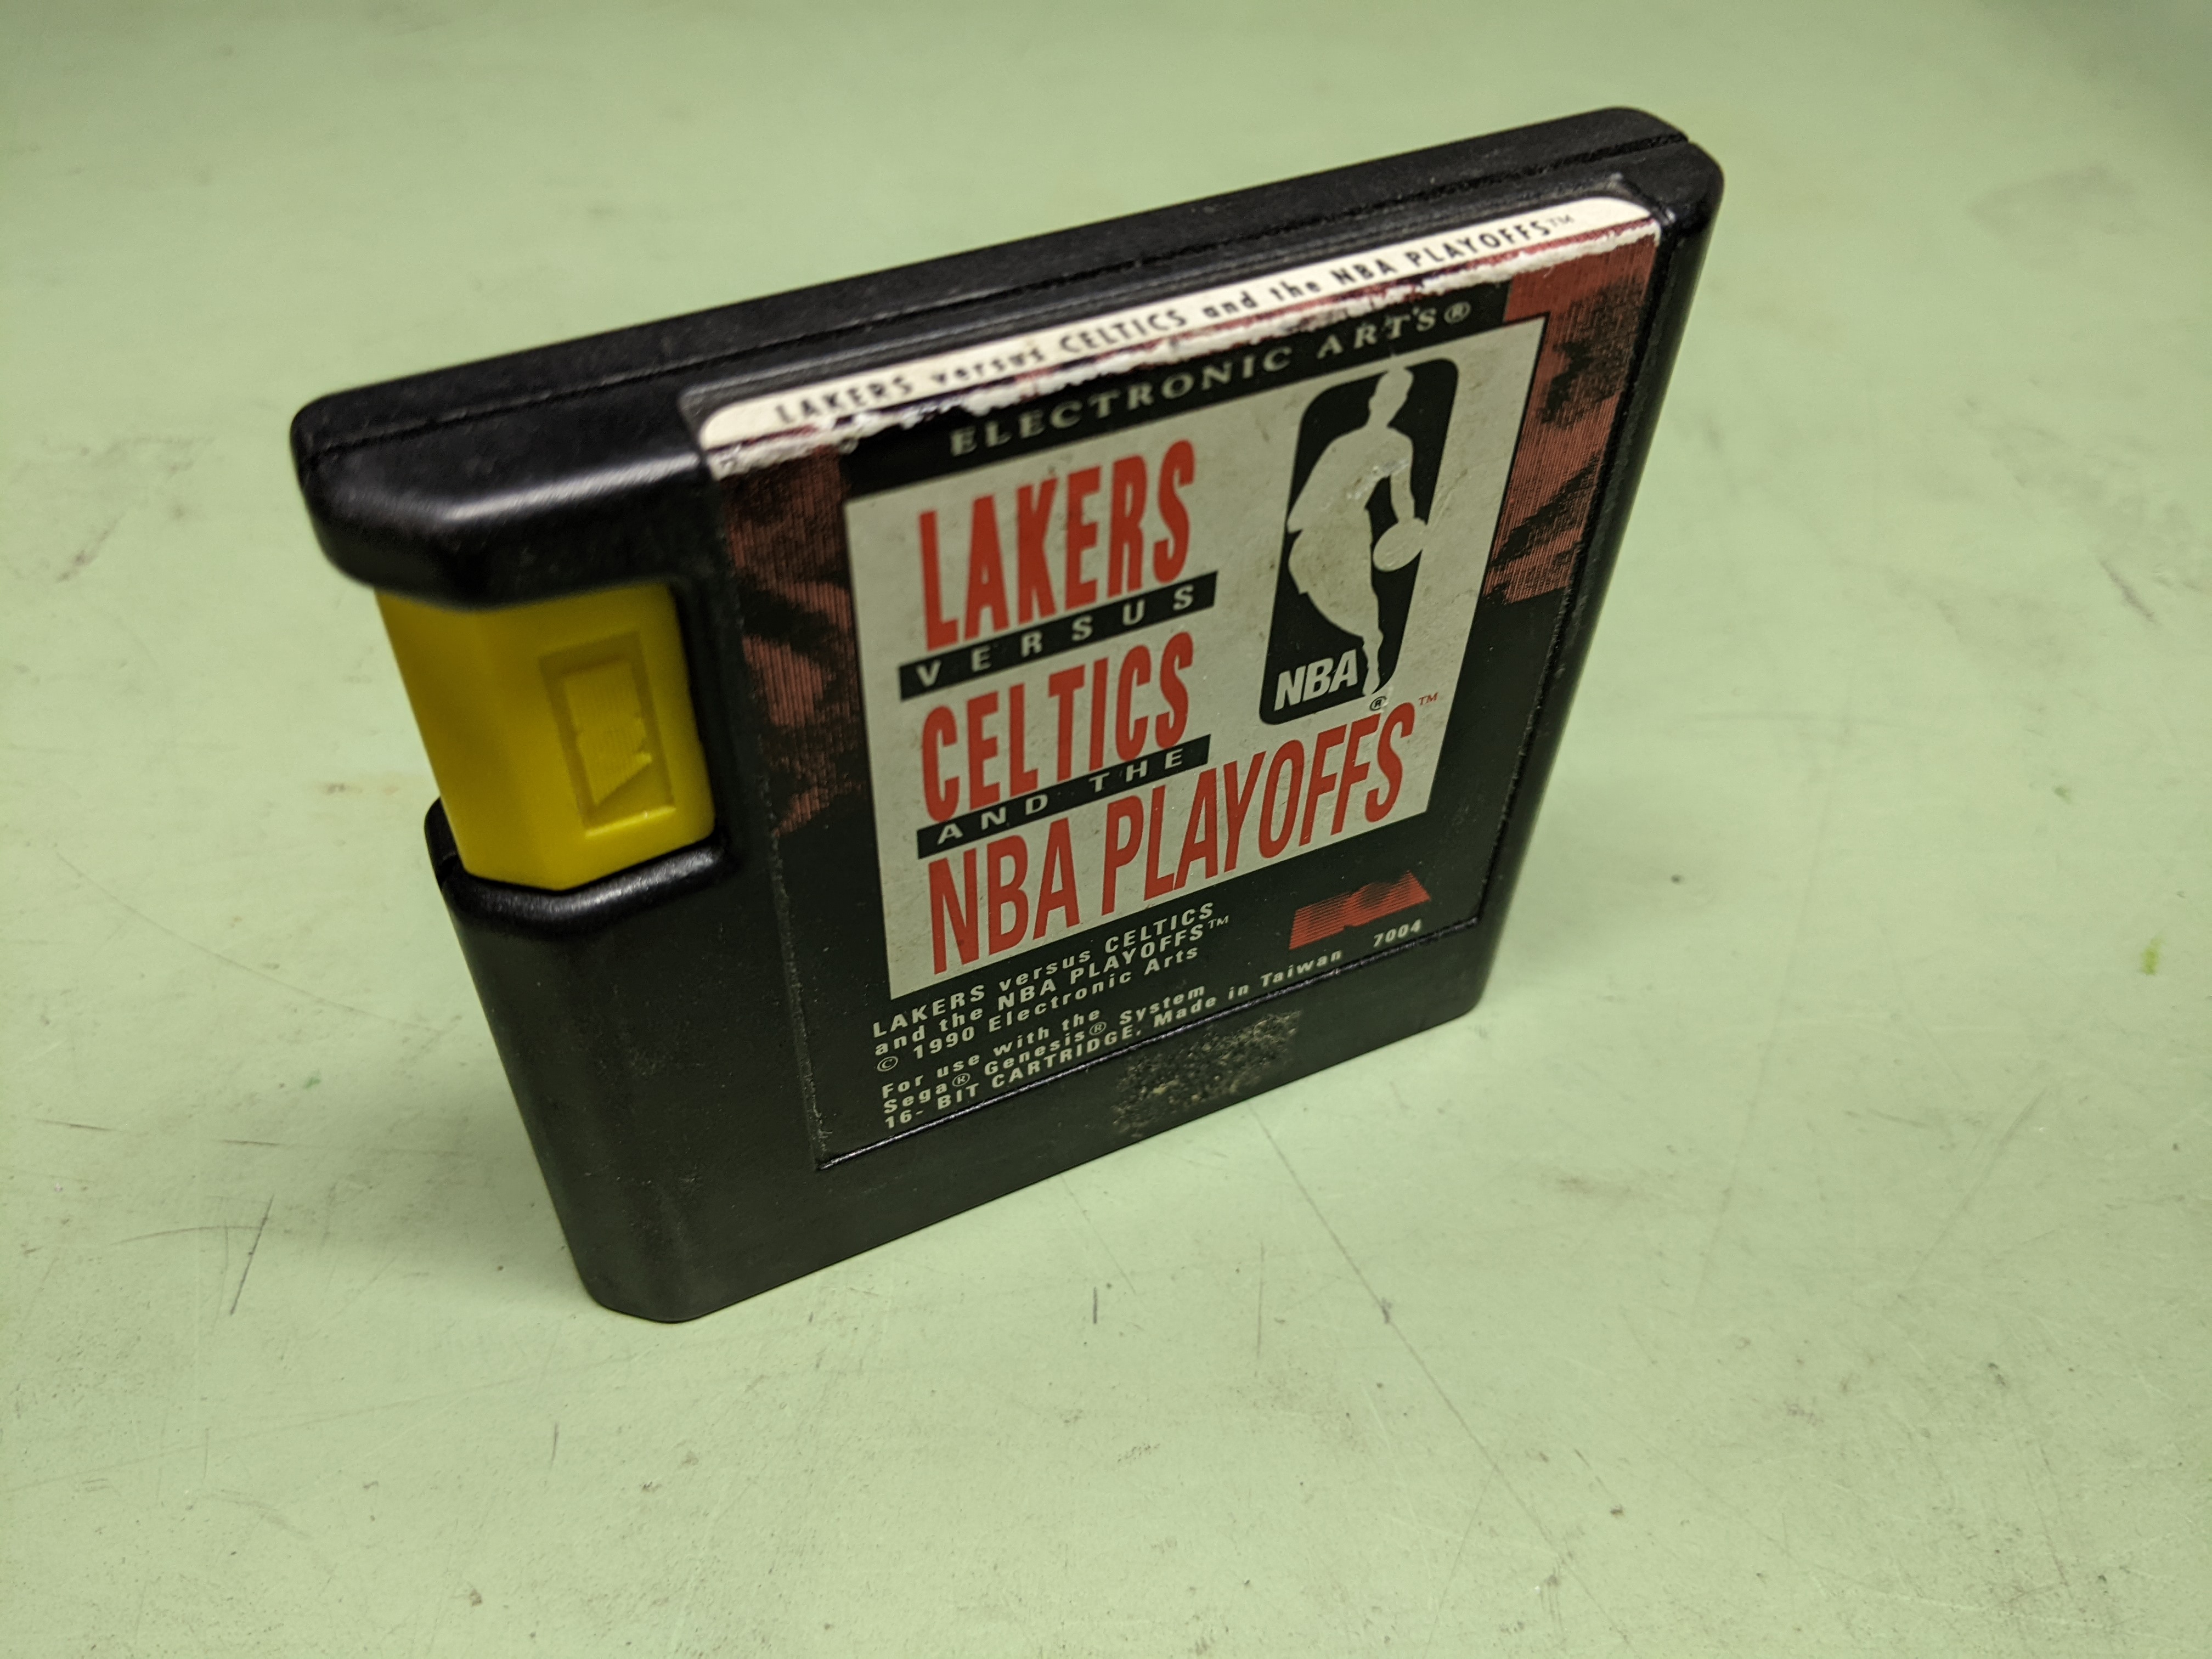 LAKERS versus CELTICS and the NBA PLAYOFFS™
ELECTRONIC ARTS®
LAKERS
VERSUS
CELTICS
AND THE
NBA PLAYOFFS™
NBA
®
LAKERS versus CELTICS
and the NBA PLAYOFFS™
© 1990 Electronic Arts
For use with the
Sega® Genesis® System
16- BIT CARTRIDGE. Made in Taiwan
7004